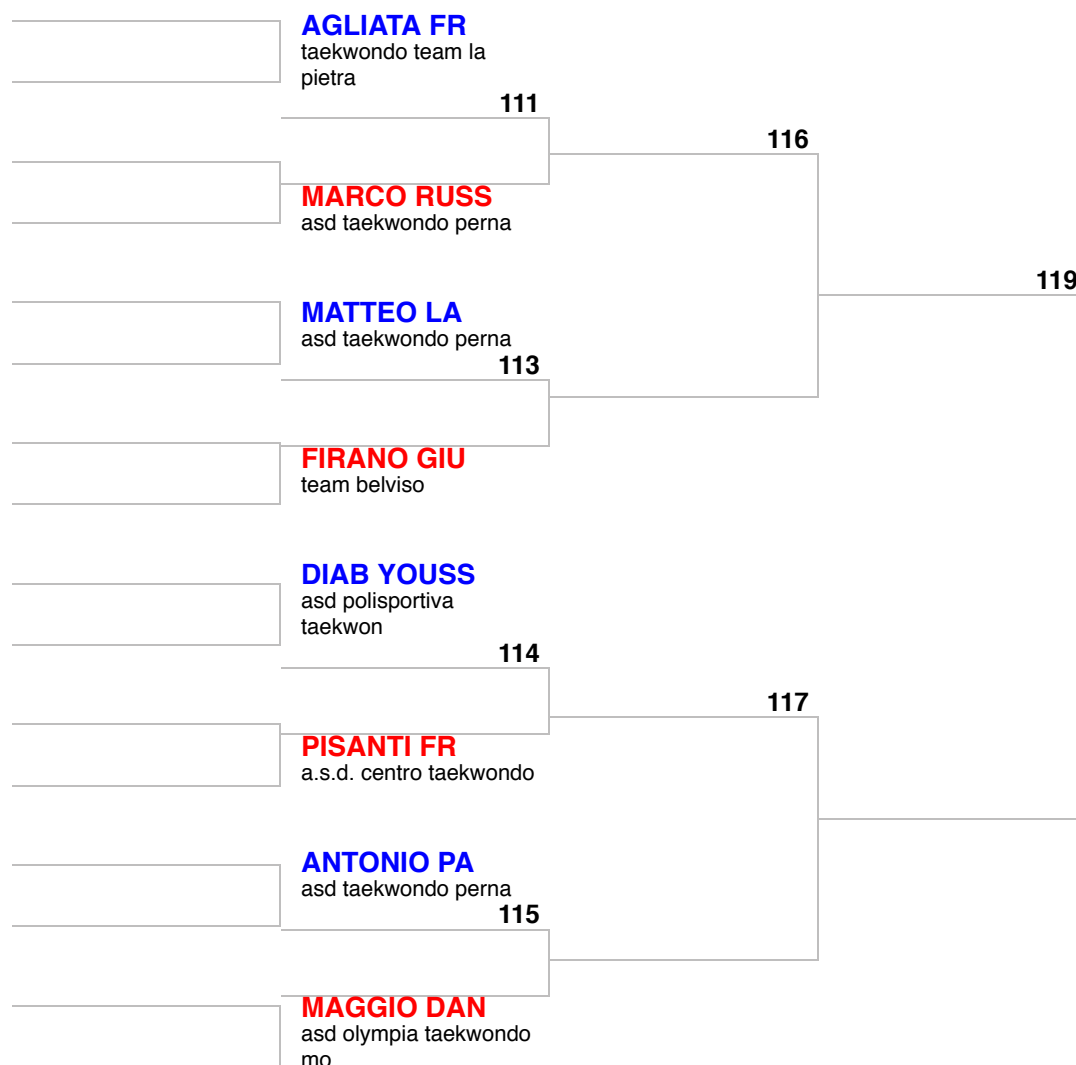 AGLIATA FR
taekwondo team la
pietra
111
116
MARCO RUSS
asd taekwondo perna
119
MATTEO LA
asd taekwondo perna
113
FIRANO GIU
team belviso
DIAB YOUSS
asd polisportiva
taekwon
114
117
PISANTI FR
a.s.d. centro taekwondo
ANTONIO PA
asd taekwondo perna
115
MAGGIO DAN
asd olympia taekwondo
mo